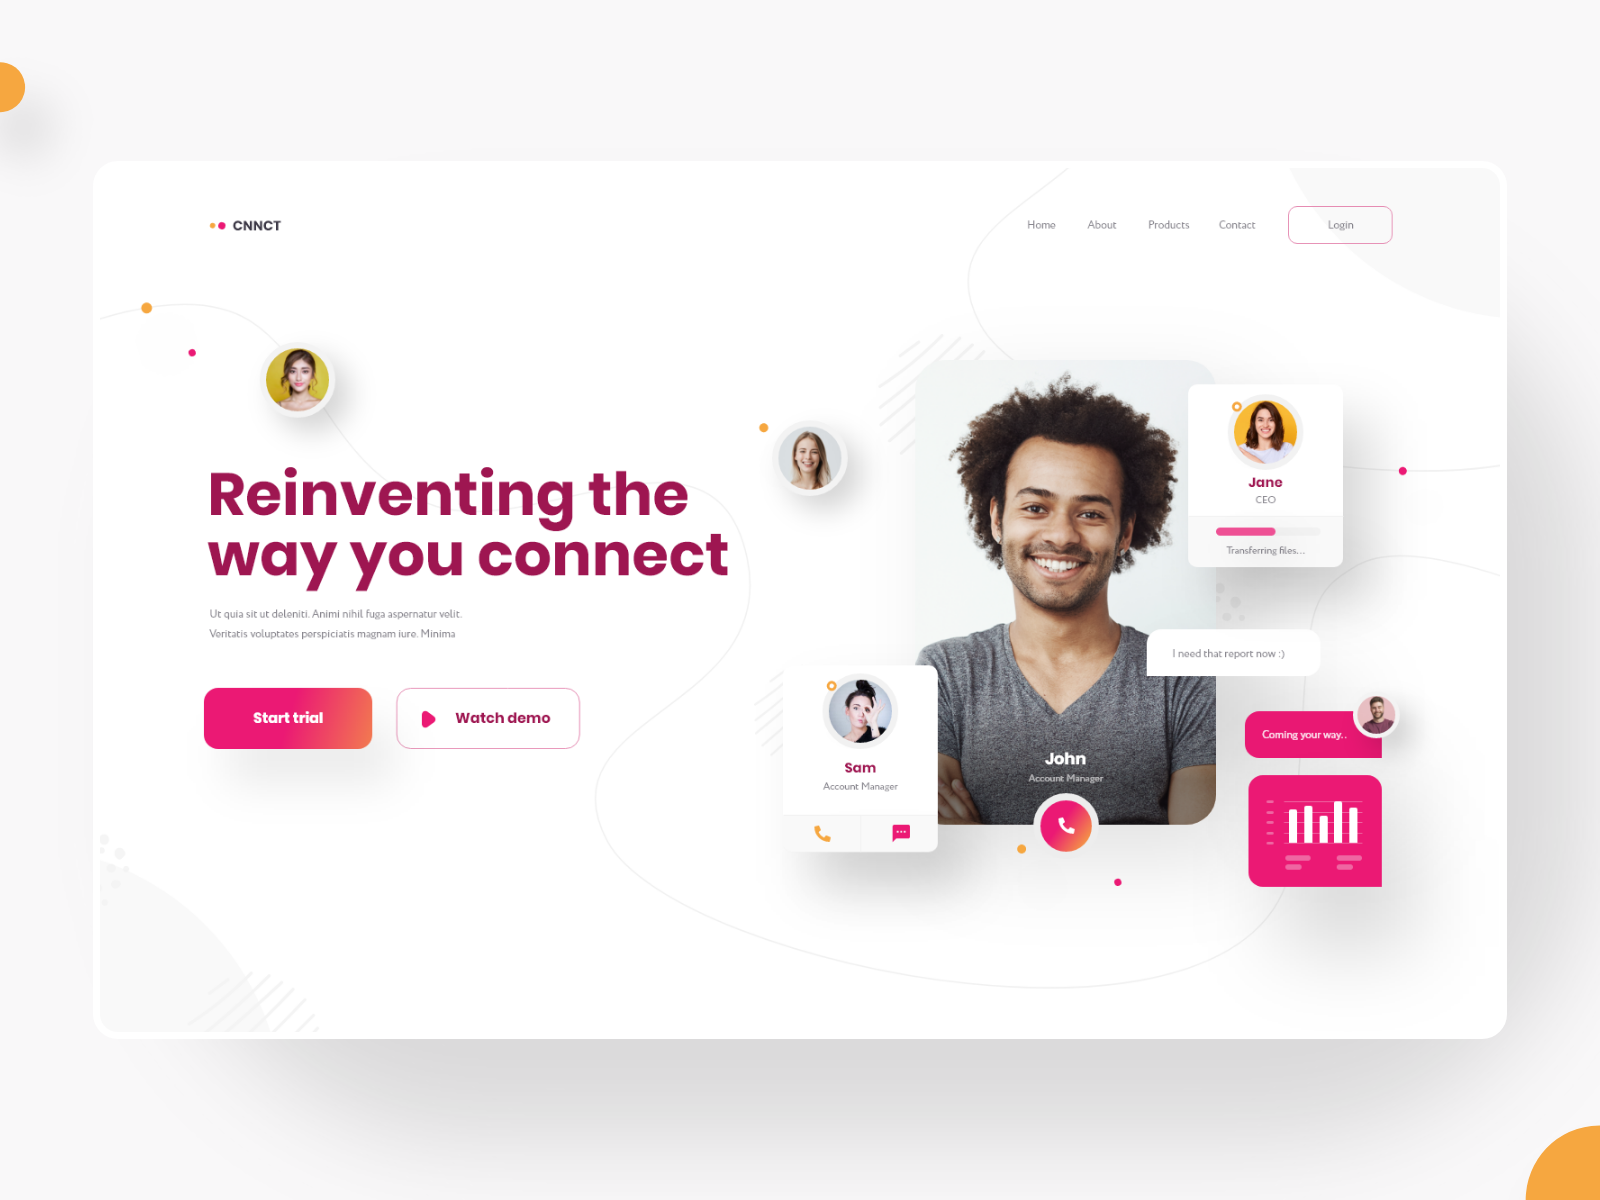 CNNCT
Home
About
Products
Contact
Login
Reinventing the
way you connect
Ut quia sit ut deleniti. Animi nihil fuga aspernatur velit.
Veritatis voluptates perspiciatis magnam iure. Minima
Start trial
Watch demo
Jane
CEO
Transferring files...
I need that report now :)
Coming your way..
Sam
Account Manager
John
Account Manager